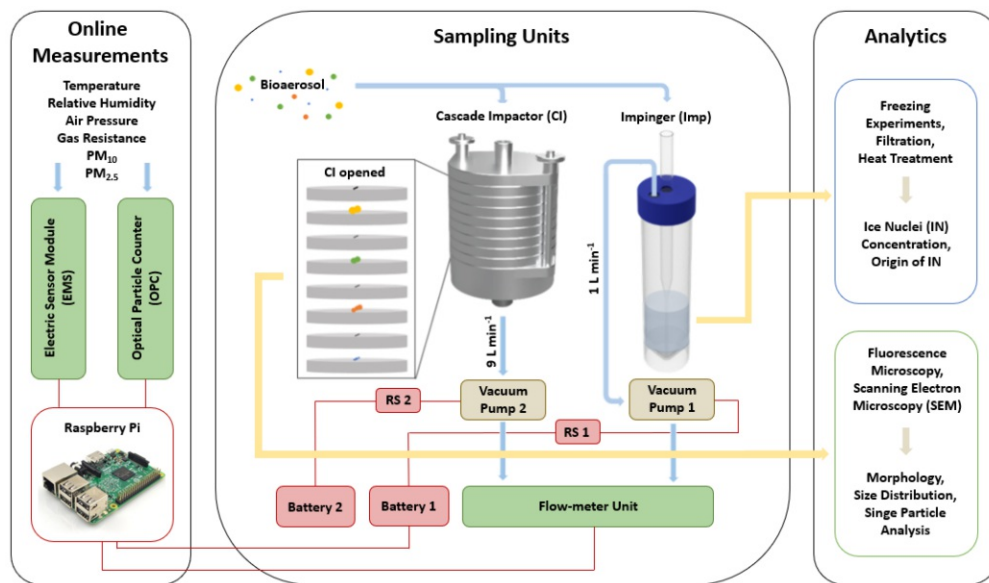 Online
Measurements
Temperature
Relative Humidity
Air Pressure
Gas Resistance
PM10
PM2.5
Electric Sensor Module
(EMS)
Optical Particle Counter
(OPC)
Raspberry Pi
Sampling Units
Bioaerosol
Cascade Impactor (CI)
Impinger (Imp)
CI opened
9 L min-1
1 L min-1
RS 2
Vacuum
Pump 2
Vacuum
Pump 1
RS 1
Battery 2
Battery 1
Flow-meter Unit
Analytics
Freezing
Experiments,
Filtration,
Heat Treatment
Ice Nuclei (IN)
Concentration,
Origin of IN
Fluorescence
Microscopy,
Scanning Electron
Microscopy (SEM)
Morphology,
Size Distribution,
Singe Particle
Analysis